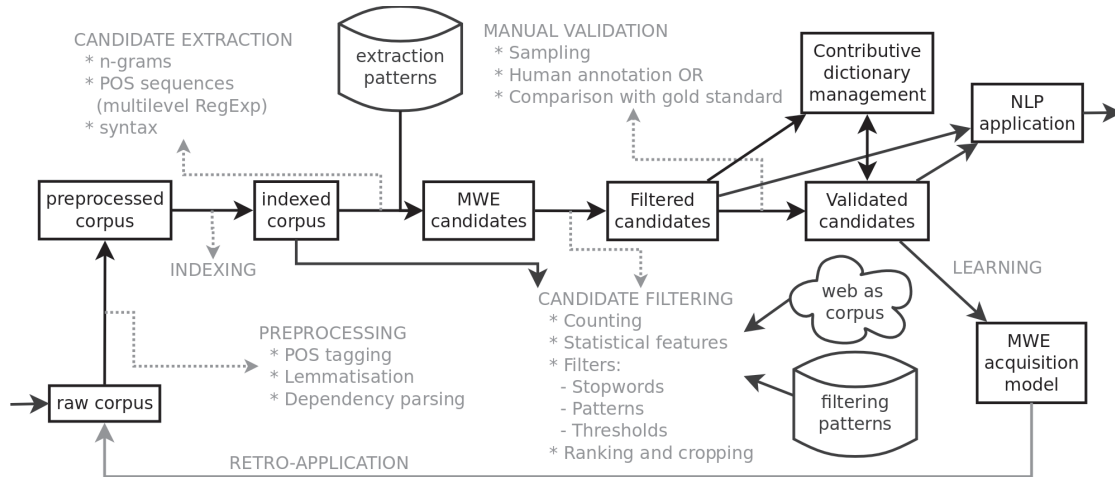 CANDIDATE EXTRACTION
* n-grams
* POS sequences
(multilevel RegExp)
* syntax
extraction
patterns
MANUAL VALIDATION
* Sampling
* Human annotation OR
* Comparison with gold standard
Contributive
dictionary
management
NLP
application
preprocessed
corpus
indexed
corpus
MWE
candidates
Filtered
candidates
Validated
candidates
INDEXING
LEARNING
PREPROCESSING
* POS tagging
* Lemmatisation
* Dependency parsing
CANDIDATE FILTERING
* Counting
* Statistical features
* Filters:
- Stopwords
- Patterns
- Thresholds
* Ranking and cropping
web as
corpus
filtering
patterns
MWE
acquisition
model
raw corpus
RETRO-APPLICATION